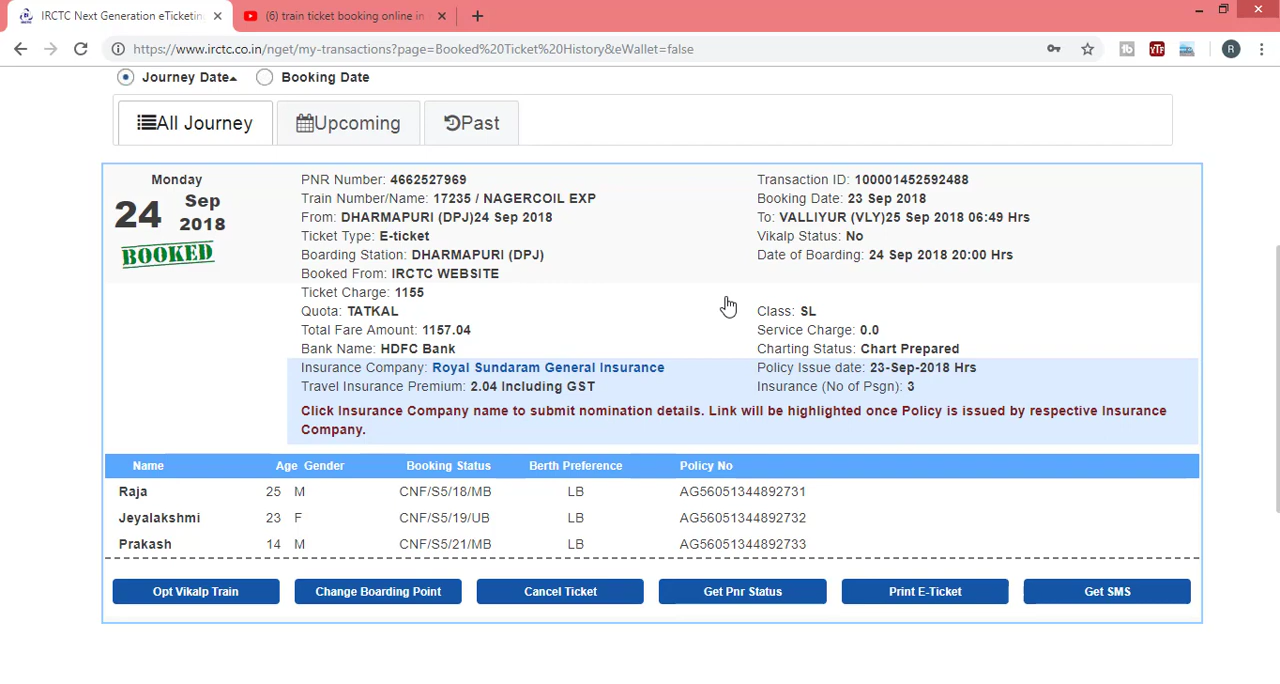 IRCTC Next Generation eTicketin
(6) train ticket booking online in
https://www.irctc.co.in/nget/my-transactions?page=Booked%20Ticket%20History&eWallet=false
R
Journey Date Booking Date
All Journey Upcoming Past
Monday
24 Sep 2018
BOOKED
PNR Number: 4662527969 Transaction ID: 100001452592488
Train Number/Name: 17235 / NAGERCOIL EXP Booking Date: 23 Sep 2018
From: DHARMAPURI (DPJ)24 Sep 2018 To: VALLIYUR (VLY)25 Sep 2018 06:49 Hrs
Ticket Type: E-ticket Vikalp Status: No
Boarding Station: DHARMAPURI (DPJ) Date of Boarding: 24 Sep 2018 20:00 Hrs
Booked From: IRCTC WEBSITE
Ticket Charge: 1155
Quota: TATKAL Class: SL
Total Fare Amount: 1157.04 Service Charge: 0.0
Bank Name: HDFC Bank Charting Status: Chart Prepared
Insurance Company: Royal Sundaram General Insurance Policy Issue date: 23-Sep-2018 Hrs
Travel Insurance Premium: 2.04 Including GST Insurance (No of Psgn): 3
Click Insurance Company name to submit nomination details. Link will be highlighted once Policy is issued by respective Insurance
Company.
Name Age Gender Booking Status Berth Preference Policy No
Raja 25 M CNF/S5/18/MB LB AG56051344892731
Jeyalakshmi 23 F CNF/S5/19/UB LB AG56051344892732
Prakash 14 M CNF/S5/21/MB LB AG56051344892733
Opt Vikalp Train Change Boarding Point Cancel Ticket Get Pnr Status Print E-Ticket Get SMS